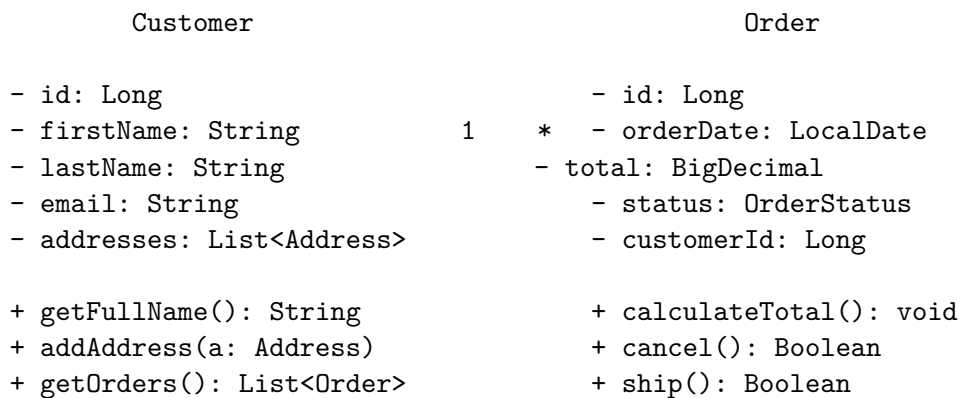 Customer
- id: Long
- firstName: String
- lastName: String
- email: String
- addresses: List<Address>
+ getFullName(): String
+ addAddress(a: Address)
+ getOrders(): List<Order>
1 *
Order
- id: Long
- orderDate: LocalDate
- total: BigDecimal
- status: OrderStatus
- customerId: Long
+ calculateTotal(): void
+ cancel(): Boolean
+ ship(): Boolean